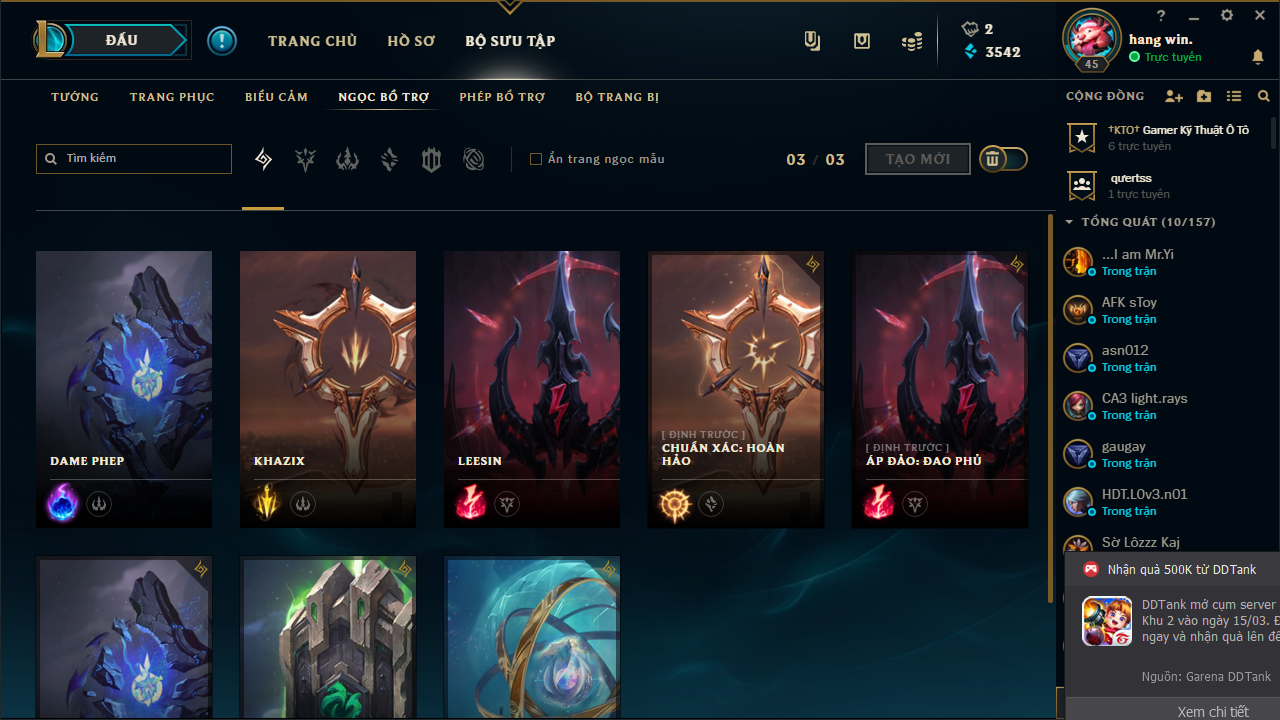 ĐẤU
TRANG CHỦ
HỒ SƠ
BỘ SƯU TẬP
2
3542
?
45
hang win.
Trực tuyến
TƯỚNG
TRANG PHỤC
BIỂU CẢM
NGỌC BỔ TRỢ
PHÉP BỔ TRỢ
BỘ TRANG BỊ
CỘNG ĐỒNG
Tìm kiếm
Ẩn trang ngọc mẫu
03 / 03
TẠO MỚI
†KTO† Gamer Kỹ Thuật Ô Tô
6 trực tuyến
qưertss
1 trực tuyến
TỔNG QUÁT (10/157)
...I am Mr.Yi
Trong trận
AFK sToy
Trong trận
asn012
Trong trận
CA3 light.rays
Trong trận
gaugay
Trong trận
HDT.L0v3.n01
Trong trận
Sờ Lôzzz Kaj
DAME PHEP
KHAZIX
LEESIN
[ ĐỊNH TRƯỚC ]
CHUẨN XÁC: HOÀN
HẢO
[ ĐỊNH TRƯỚC ]
ÁP ĐẢO: ĐAO PHỦ
Nhận quà 500K từ DDTank
DDTank mở cụm server
Khu 2 vào ngày 15/03. Đ
ngay và nhận quà lên đế
Nguồn: Garena DDTank
Xem chi tiết